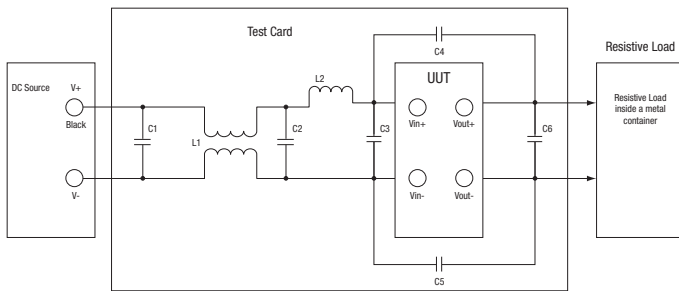 Test Card
Resistive Load
DC Source
V+
Black
V-
C1
L1
C2
L2
C3
C4
UUT
Vin+
Vout+
Vin-
Vout-
C6
C5
Resistive Load
inside a metal
container